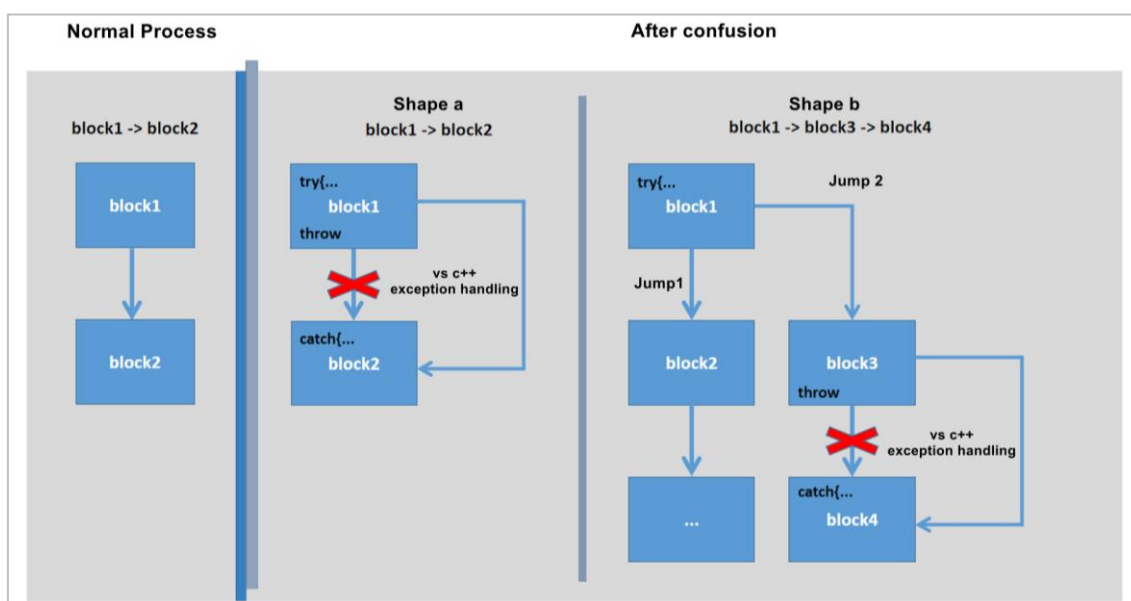 Normal Process
After confusion
block1 -> block2
block1
block2
Shape a
block1 -> block2
try{...
block1
throw
vs c++
exception handling
catch{...
block2
Shape b
block1 -> block3 -> block4
try{...
block1
Jump 2
Jump1
block2
block3
throw
vs c++
exception handling
...
catch{...
block4